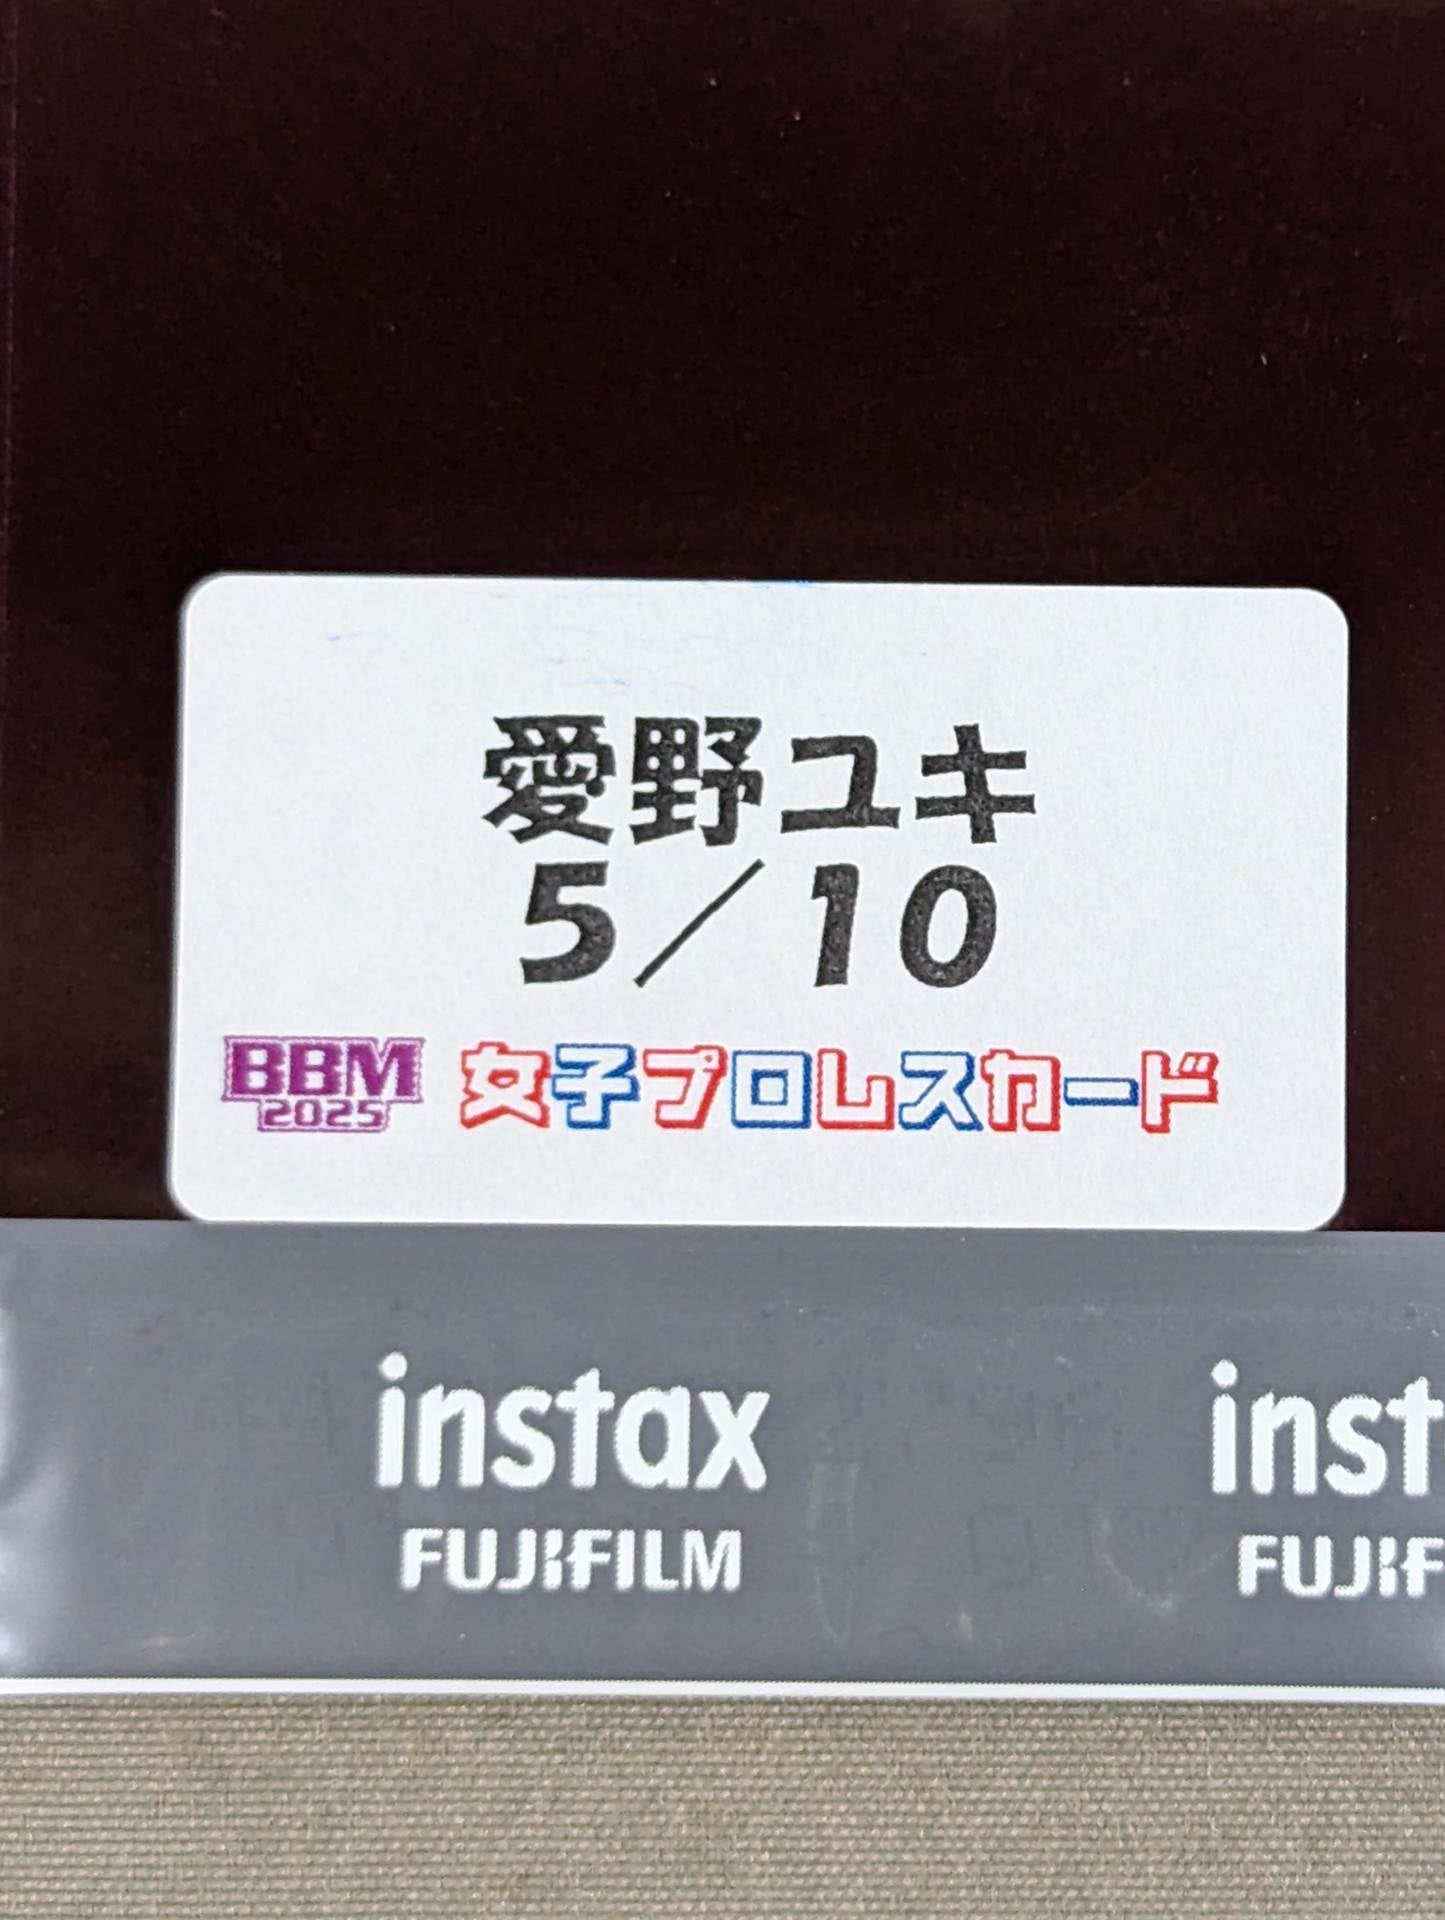 愛野ユキ
5／10
BBM 女子プロレスカード
2025
instax inst
FUJIFILM FUJIF